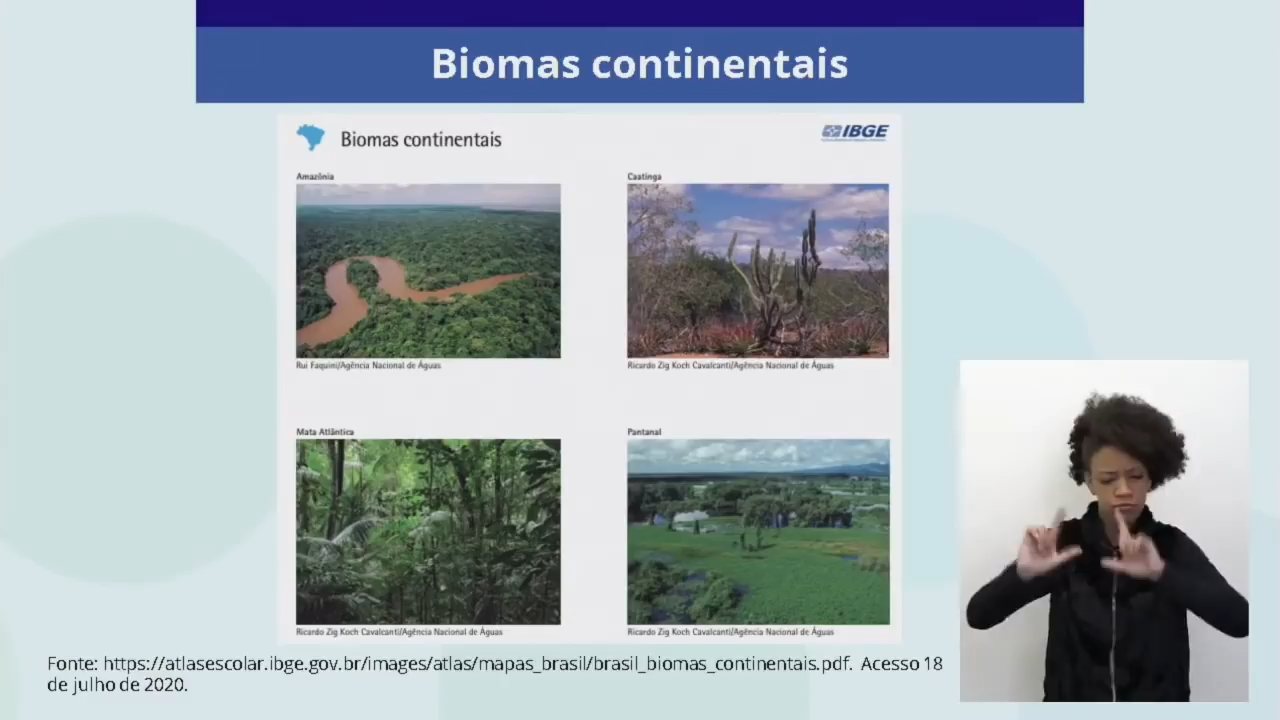 Biomas continentais
Biomas continentais
IBGE
Amazônia
Caatinga
Rui Faquini/Agência Nacional de Águas
Ricardo Zig Koch Cavalcanti/Agência Nacional de Águas
Mata Atlântica
Pantanal
Ricardo Zig Koch Cavalcanti/Agência Nacional de Águas
Ricardo Zig Koch Cavalcanti/Agência Nacional de Águas
Fonte: https://atlasescolar.ibge.gov.br/images/atlas/mapas_brasil/brasil_biomas_continentais.pdf. Acesso 18
de julho de 2020.